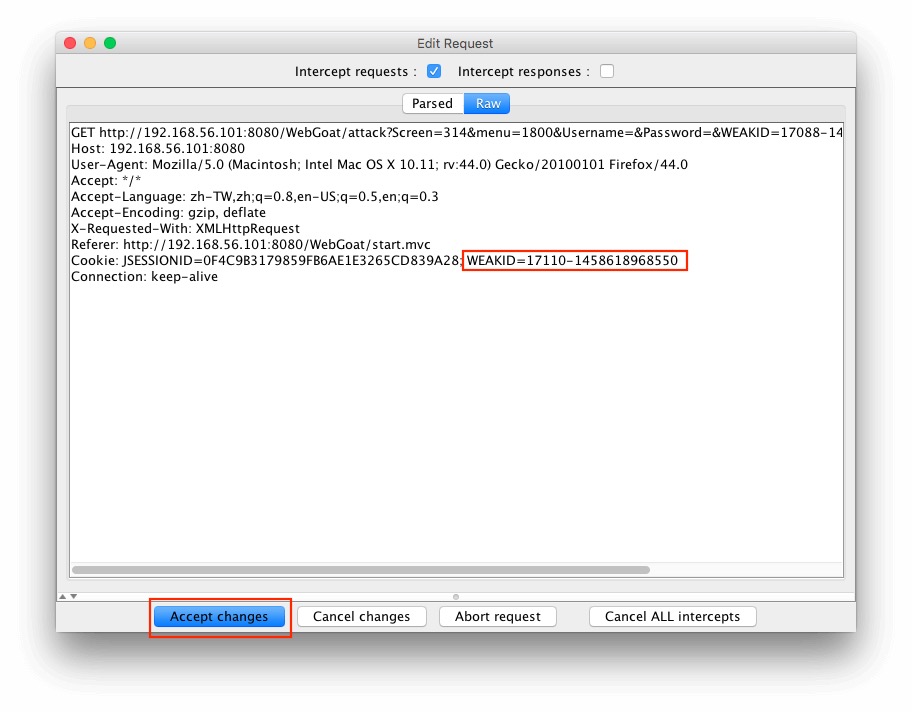 Edit Request
Intercept requests : Intercept responses :
Parsed Raw
GET http://192.168.56.101:8080/WebGoat/attack?Screen=314&menu=1800&Username=&Password=&WEAKID=17088-14
Host: 192.168.56.101:8080
User-Agent: Mozilla/5.0 (Macintosh; Intel Mac OS X 10.11; rv:44.0) Gecko/20100101 Firefox/44.0
Accept: */*
Accept-Language: zh-TW,zh;q=0.8,en-US;q=0.5,en;q=0.3
Accept-Encoding: gzip, deflate
X-Requested-With: XMLHttpRequest
Referer: http://192.168.56.101:8080/WebGoat/start.mvc
Cookie: JSESSIONID=0F4C9B3179859FB6AE1E3265CD839A28; WEAKID=17110-1458618968550
Connection: keep-alive
Accept changes Cancel changes Abort request Cancel ALL intercepts